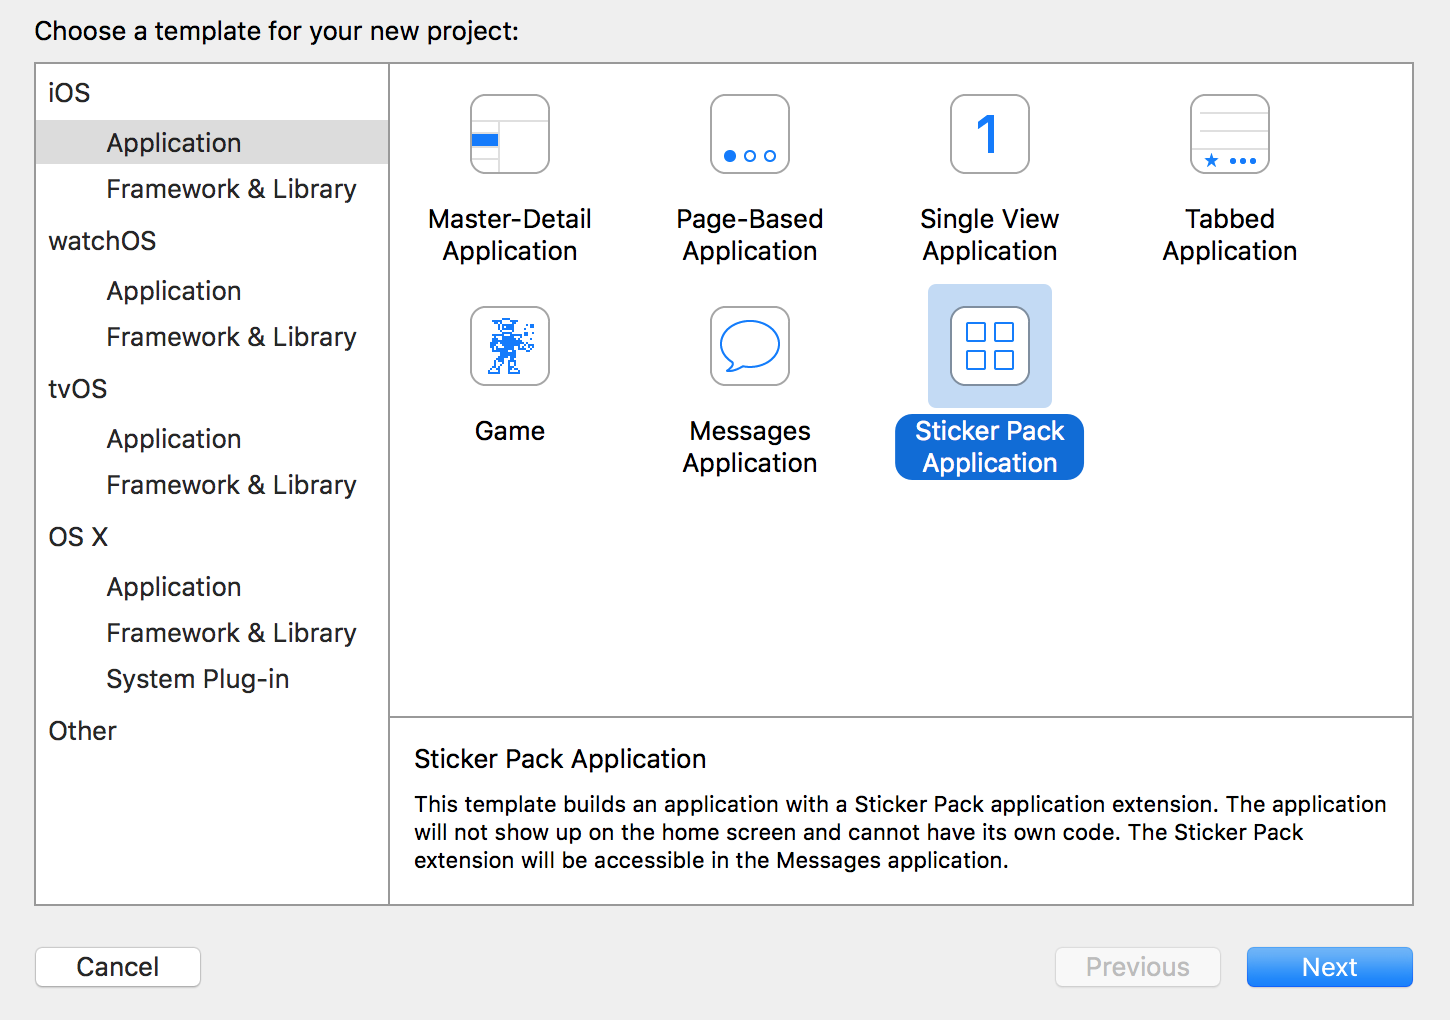 Choose a template for your new project:
iOS
Application
Framework & Library
watchOS
Application
Framework & Library
tvOS
Application
Framework & Library
OS X
Application
Framework & Library
System Plug-in
Other
1
Master-Detail
Application
Page-Based
Application
Single View
Application
Tabbed
Application
Game
Messages
Application
Sticker Pack
Application
Sticker Pack Application
This template builds an application with a Sticker Pack application extension. The application
will not show up on the home screen and cannot have its own code. The Sticker Pack
extension will be accessible in the Messages application.
Cancel
Previous
Next